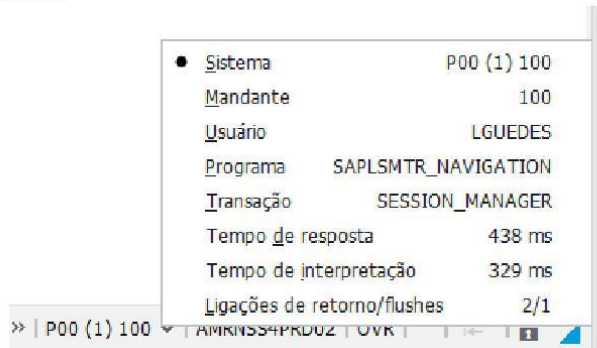 Sistema P00 (1) 100
Mandante 100
Usuário LGUEDES
Programa SAPLSMTR_NAVIGATION
Transação SESSION_MANAGER
Tempo de resposta 438 ms
Tempo de interpretação 329 ms
Ligações de retorno/flushes 2/1
» | P00 (1) 100 | AMRNSS4PRD02 | OVR |